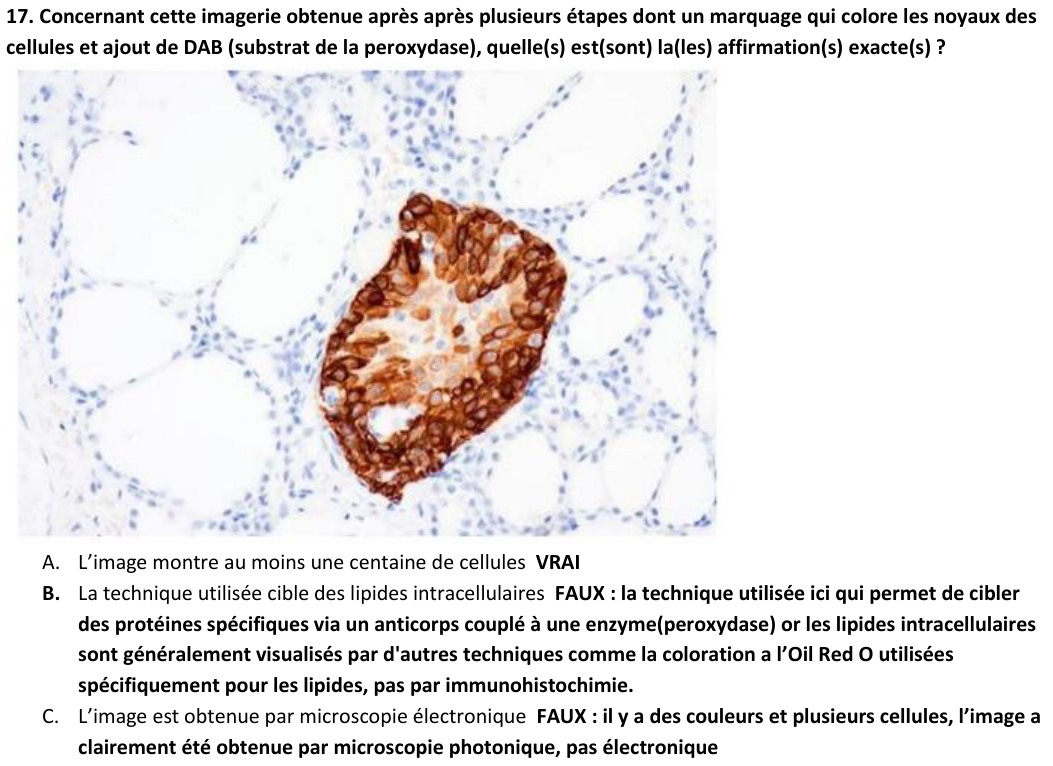 17. Concernant cette imagerie obtenue après après plusieurs étapes dont un marquage qui colore les noyaux des
cellules et ajout de DAB (substrat de la peroxydase), quelle(s) est(sont) la(les) affirmation(s) exacte(s) ?
A. L’image montre au moins une centaine de cellules VRAI
B. La technique utilisée cible des lipides intracellulaires FAUX : la technique utilisée ici qui permet de cibler
des protéines spécifiques via un anticorps couplé à une enzyme(peroxydase) or les lipides intracellulaires
sont généralement visualisés par d'autres techniques comme la coloration a l’Oil Red O utilisées
spécifiquement pour les lipides, pas par immunohistochimie.
C. L’image est obtenue par microscopie électronique FAUX : il y a des couleurs et plusieurs cellules, l’image a
clairement été obtenue par microscopie photonique, pas électronique